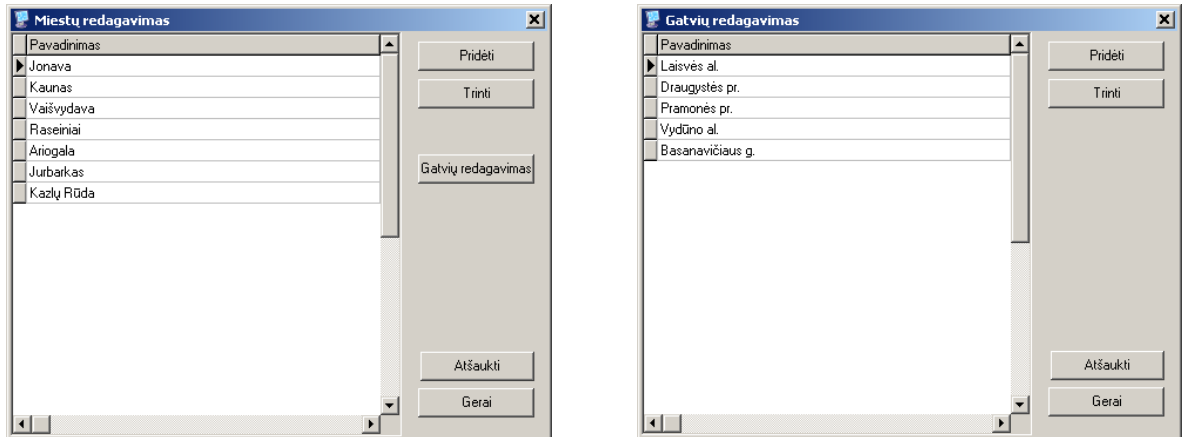 Miestų redagavimas
Pavadinimas
Jonava
Kaunas
Vaišvydava
Raseiniai
Ariogala
Jurbarkas
Kazlų Rūda
Pridėti
Trinti
Gatvių redagavimas
Atšaukti
Gerai
Gatvių redagavimas
Pavadinimas
Laisvės al.
Draugystės pr.
Pramonės pr.
Vydūno al.
Basanavičiaus g.
Pridėti
Trinti
Atšaukti
Gerai